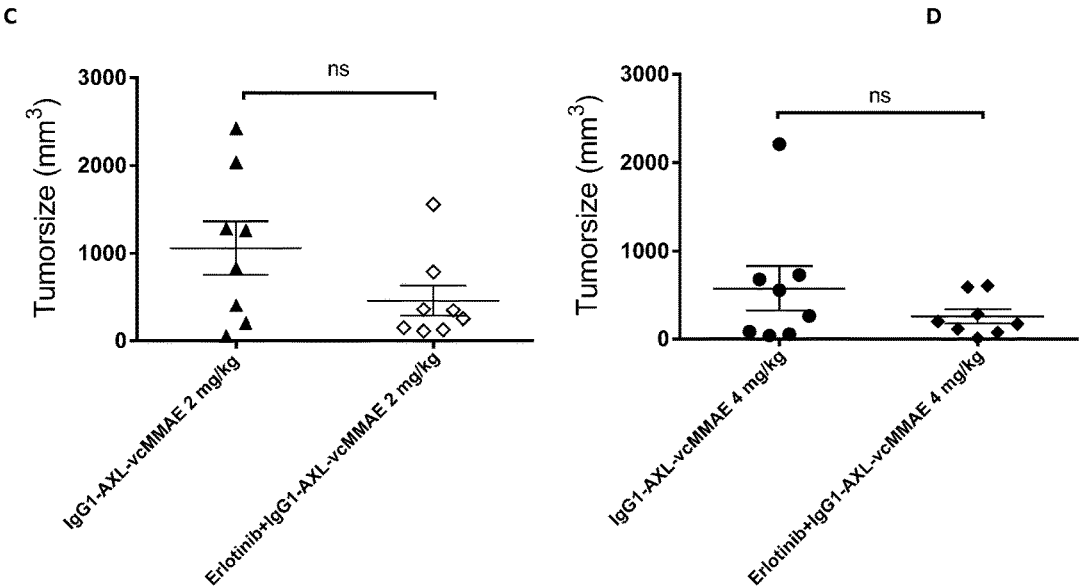 C
Tumorsize (mm³)
3000
2000
1000
0
ns
IgG1-AXL-vcMMAE 2 mg/kg
Erlotinib+IgG1-AXL-vcMMAE 2 mg/kg
D
Tumorsize (mm³)
3000
2000
1000
0
ns
IgG1-AXL-vcMMAE 4 mg/kg
Erlotinib+IgG1-AXL-vcMMAE 4 mg/kg